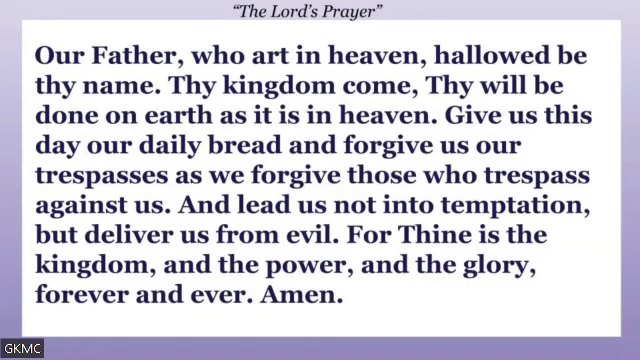 “The Lord’s Prayer”
Our Father, who art in heaven, hallowed be
thy name. Thy kingdom come, Thy will be
done on earth as it is in heaven. Give us this
day our daily bread and forgive us our
trespasses as we forgive those who trespass
against us. And lead us not into temptation,
but deliver us from evil. For Thine is the
kingdom, and the power, and the glory,
forever and ever. Amen.
GKMC